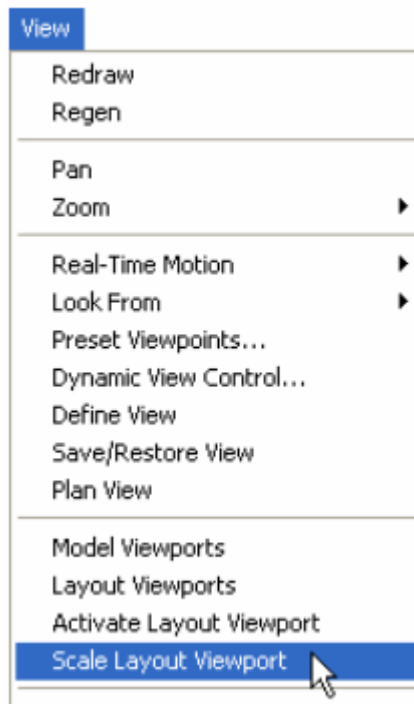 View
Redraw
Regen
Pan
Zoom
Real-Time Motion
Look From
Preset Viewpoints...
Dynamic View Control...
Define View
Save/Restore View
Plan View
Model Viewports
Layout Viewports
Activate Layout Viewport
Scale Layout Viewport